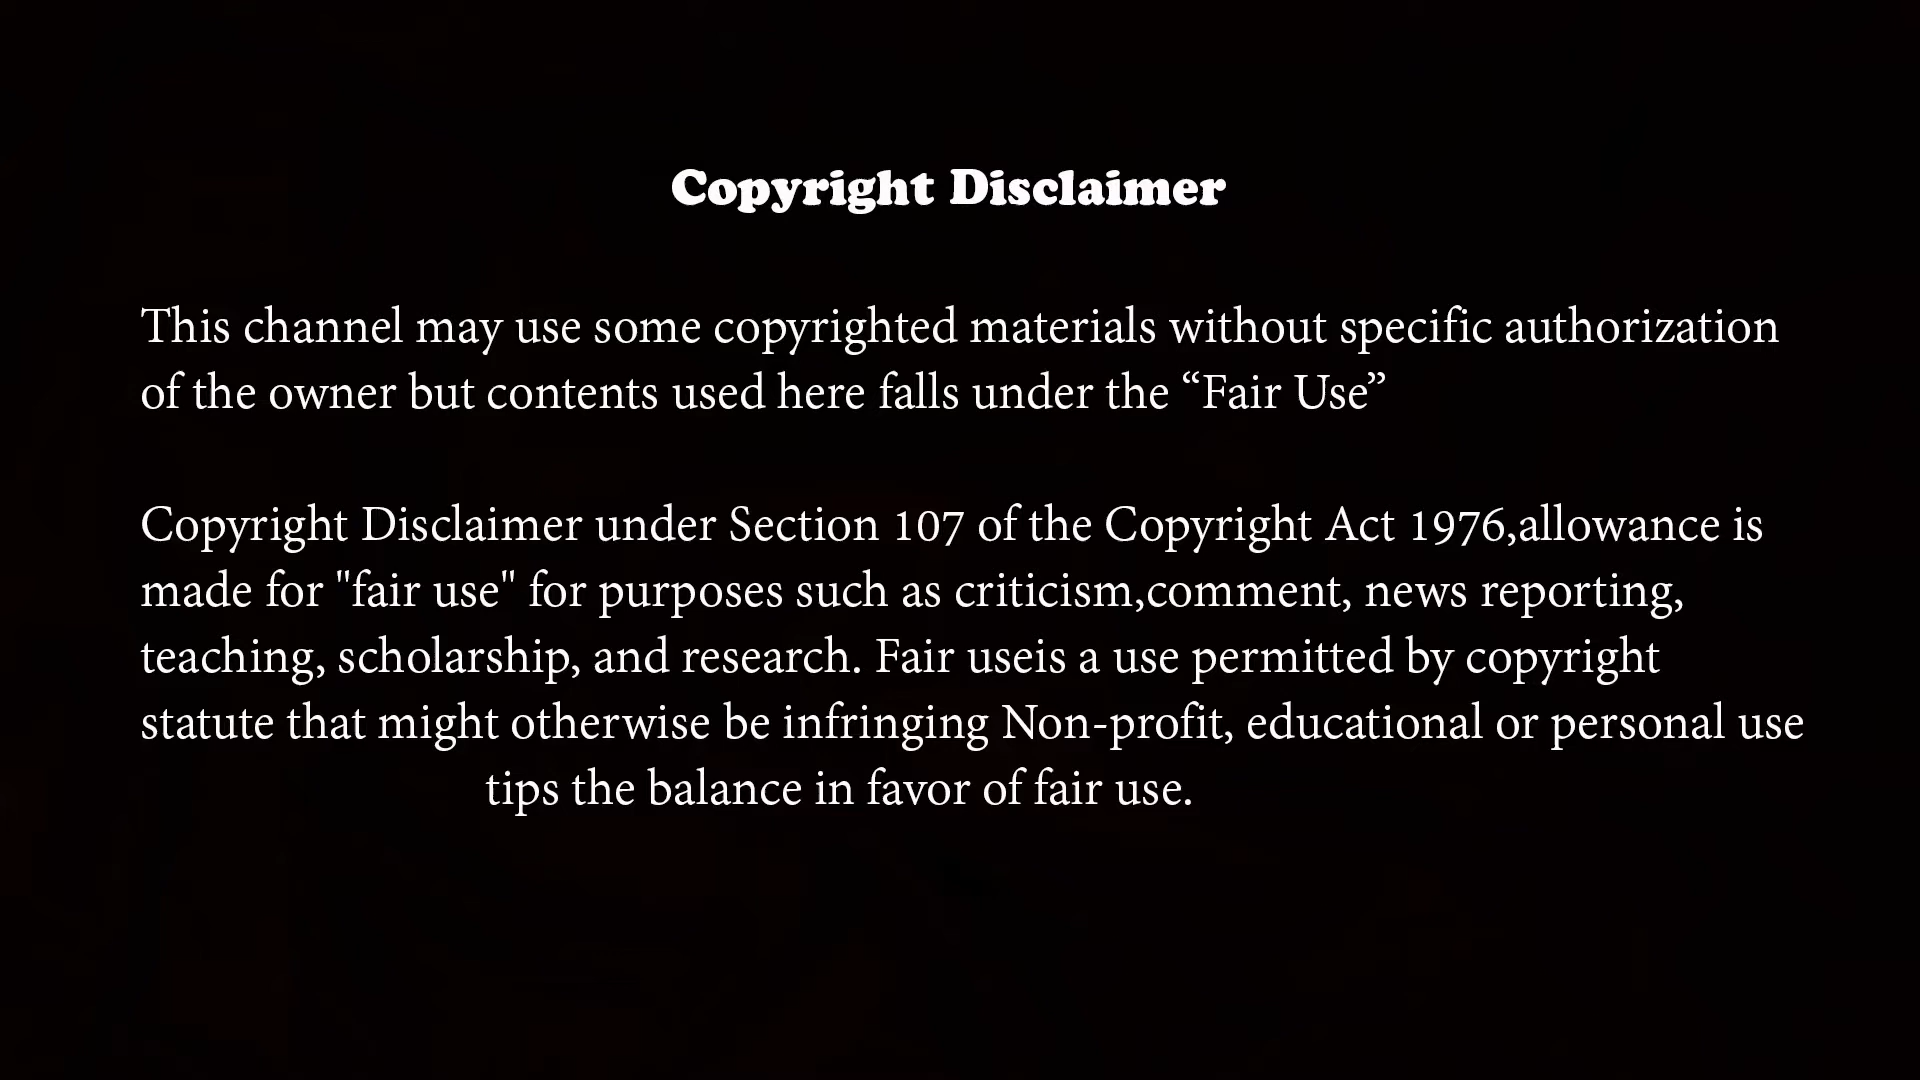 Copyright Disclaimer
This channel may use some copyrighted materials without specific authorization
of the owner but contents used here falls under the “Fair Use”
Copyright Disclaimer under Section 107 of the Copyright Act 1976,allowance is
made for "fair use" for purposes such as criticism,comment, news reporting,
teaching, scholarship, and research. Fair useis a use permitted by copyright
statute that might otherwise be infringing Non-profit, educational or personal use
tips the balance in favor of fair use.